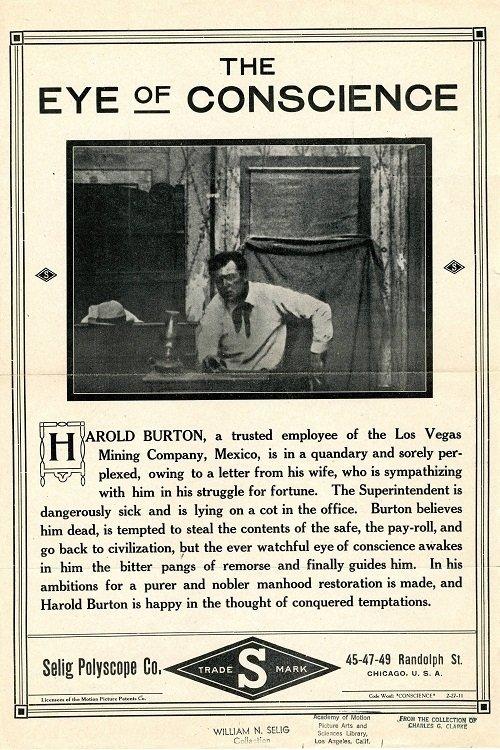 THE
EYE OF CONSCIENCE
HAROLD BURTON, a trusted employee of the Los Vegas
Mining Company, Mexico, is in a quandary and sorely per-
plexed, owing to a letter from his wife, who is sympathizing
with him in his struggle for fortune. The Superintendent is
dangerously sick and is lying on a cot in the office. Burton believes
him dead, is tempted to steal the contents of the safe, the pay-roll, and
go back to civilization, but the ever watchful eye of conscience awakes
in him the bitter pangs of remorse and finally guides him. In his
ambitions for a purer and nobler manhood restoration is made, and
Harold Burton is happy in the thought of conquered temptations.
Selig Polyscope Co.
TRADE S MARK
45-47-49 Randolph St.
CHICAGO, U. S. A.
Licensees of the Motion Picture Patents Co.
Code Word: "CONSCIENCE" 2-27-11
WILLIAM N. SELIG
Collection
Academy of Motion
Picture Arts and
Sciences Library,
Los Angeles, Calif.
FROM THE COLLECTION OF
CHARLES G. CLARKE